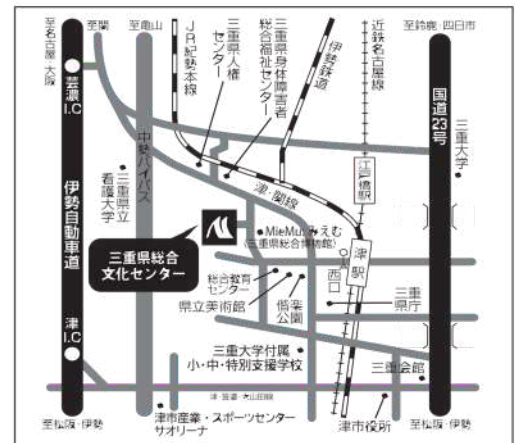 至名古屋・大阪
至関
至亀山
JR紀勢本線
三重県人権
センター
三重県身体障害者
総合福祉センター
伊勢鉄道
近鉄名古屋線
至鈴鹿・四日市
芸濃
I.C
中勢バイパス
国道23号
三重大学
江戸橋駅
三重県立
看護大学
津・関線
伊勢自動車道
MieMu:みえむ
(三重県総合博物館)
三重県総合
文化センター
津駅
西口
総合教育
センター
県立美術館
偕楽
公園
三重
県庁
津
I.C
三重大学付属
小・中・特別支援学校
三重会館
津・芸濃・大山田線
至松阪・伊勢
津市産業・スポーツセンター
サオリーナ
津市役所
至松阪・伊勢